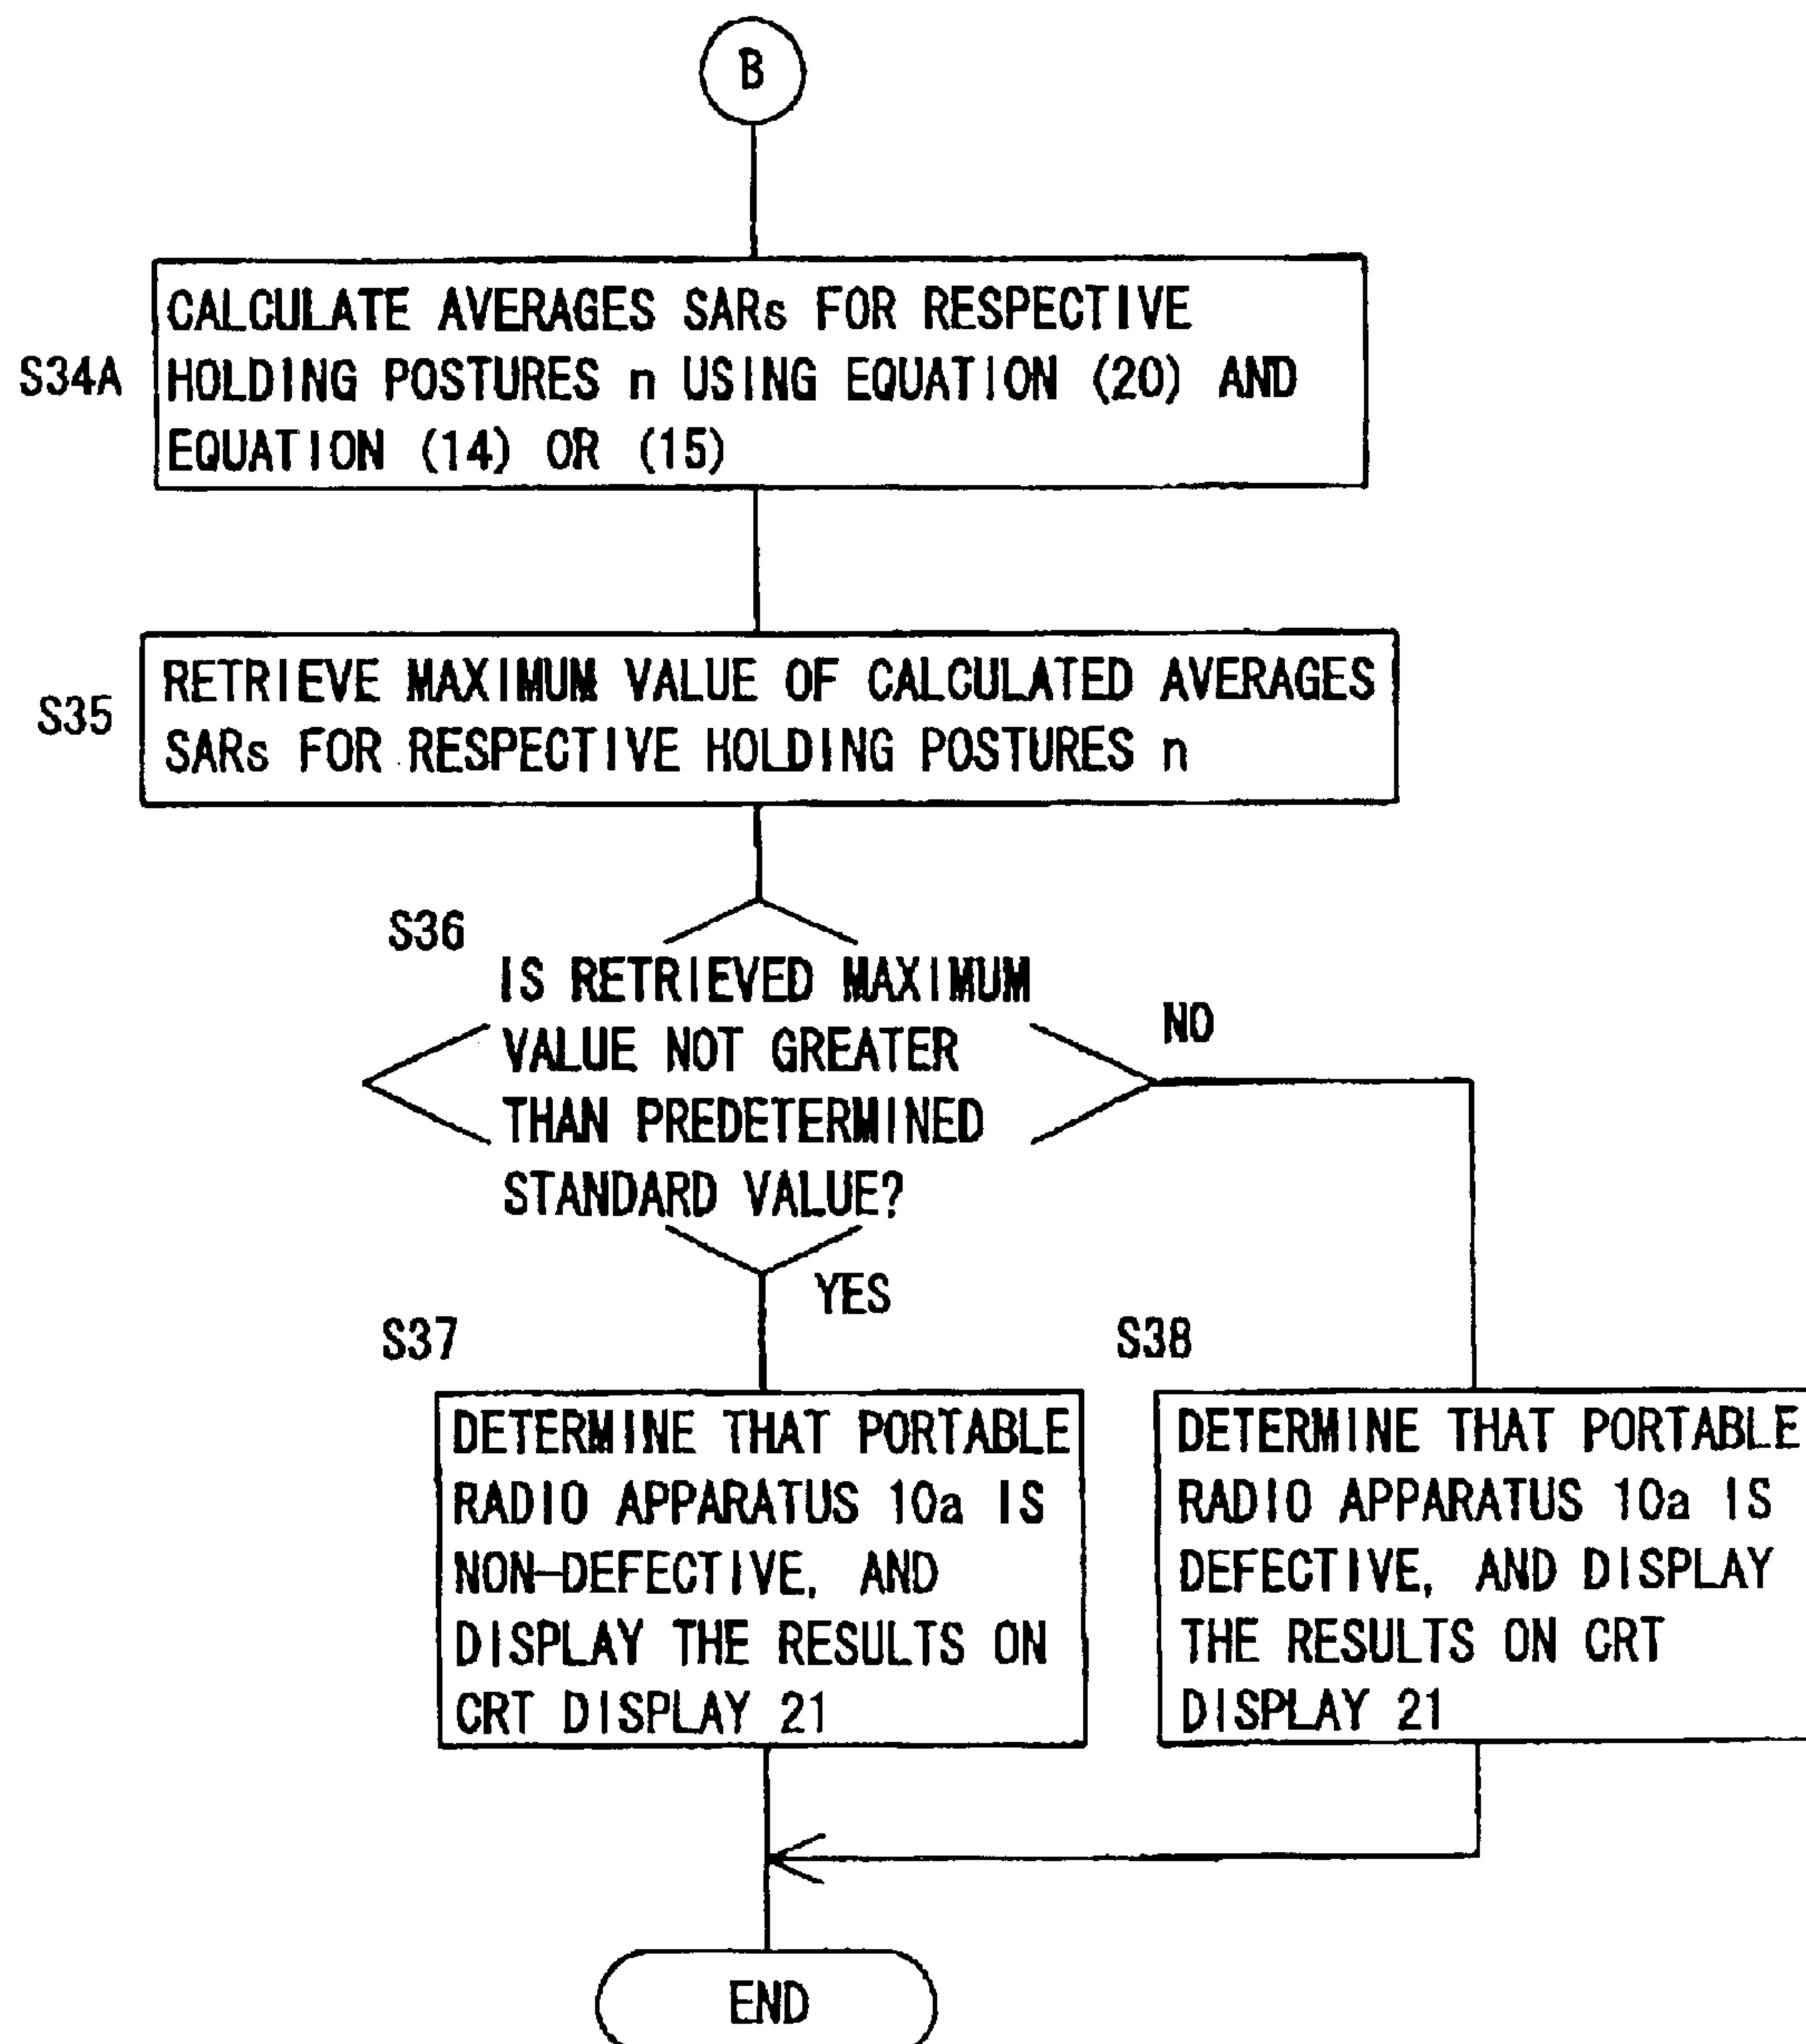 B
S34A
CALCULATE AVERAGES SARs FOR RESPECTIVE
HOLDING POSTURES n USING EQUATION (20) AND
EQUATION (14) OR (15)
S35
RETRIEVE MAXIMUM VALUE OF CALCULATED AVERAGES
SARs FOR RESPECTIVE HOLDING POSTURES n
S36
IS RETRIEVED MAXIMUM
VALUE NOT GREATER
THAN PREDETERMINED
STANDARD VALUE?
NO
YES
S37
DETERMINE THAT PORTABLE
RADIO APPARATUS 10a IS
NON-DEFECTIVE, AND
DISPLAY THE RESULTS ON
CRT DISPLAY 21
S38
DETERMINE THAT PORTABLE
RADIO APPARATUS 10a IS
DEFECTIVE, AND DISPLAY
THE RESULTS ON CRT
DISPLAY 21
END